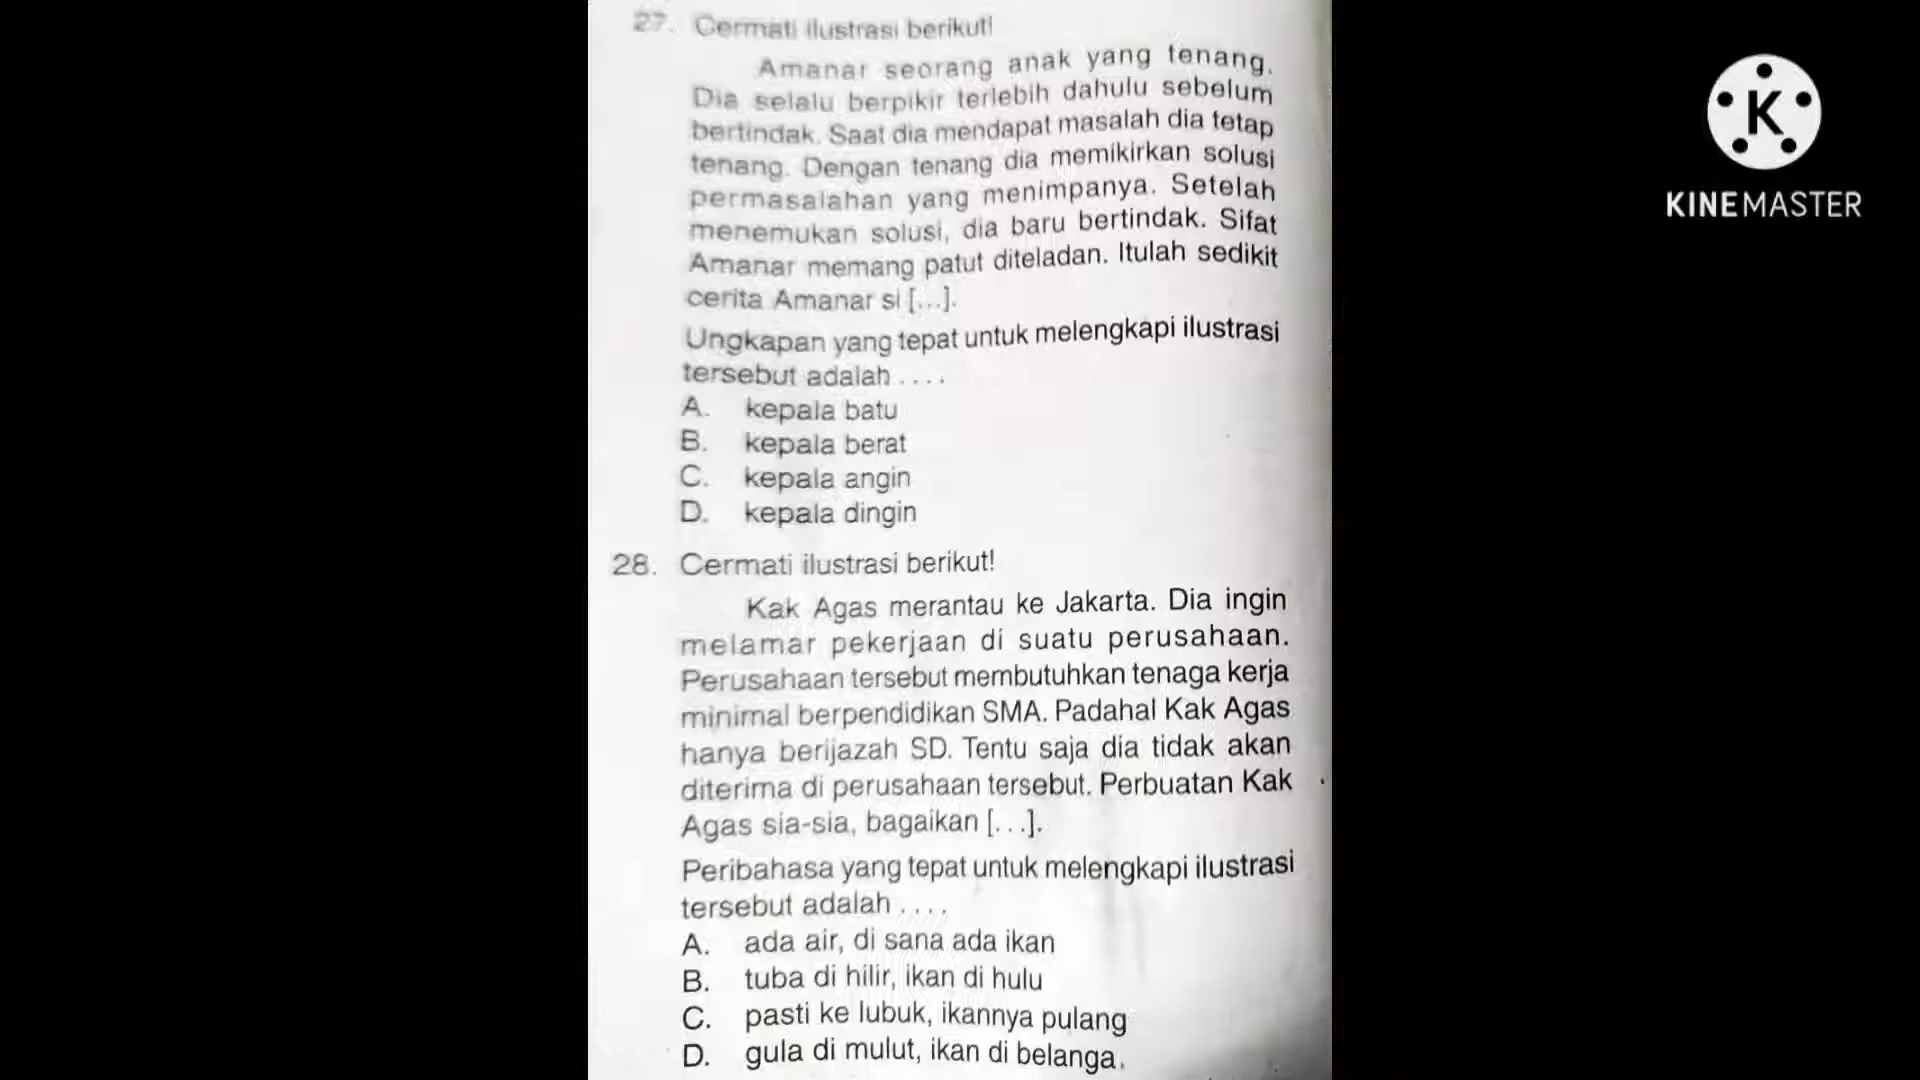 27. Cermati ilustrasi berikut!
Amanar seorang anak yang tenang.
Dia selalu berpikir terlebih dahulu sebelum
bertindak. Saat dia mendapat masalah dia tetap
tenang. Dengan tenang dia memikirkan solusi
permasalahan yang menimpanya. Setelah
menemukan solusi, dia baru bertindak. Sifat
Amanar memang patut diteladan. Itulah sedikit
cerita Amanar si [...].
Ungkapan yang tepat untuk melengkapi ilustrasi
tersebut adalah ....
A. kepala batu
B. kepala berat
C. kepala angin
D. kepala dingin
28. Cermati ilustrasi berikut!
Kak Agas merantau ke Jakarta. Dia ingin
melamar pekerjaan di suatu perusahaan.
Perusahaan tersebut membutuhkan tenaga kerja
minimal berpendidikan SMA. Padahal Kak Agas
hanya berijazah SD. Tentu saja dia tidak akan
diterima di perusahaan tersebut. Perbuatan Kak
Agas sia-sia, bagaikan [...].
Peribahasa yang tepat untuk melengkapi ilustrasi
tersebut adalah ....
A. ada air, di sana ada ikan
B. tuba di hilir, ikan di hulu
C. pasti ke lubuk, ikannya pulang
D. gula di mulut, ikan di belanga.
K
KINEMASTER